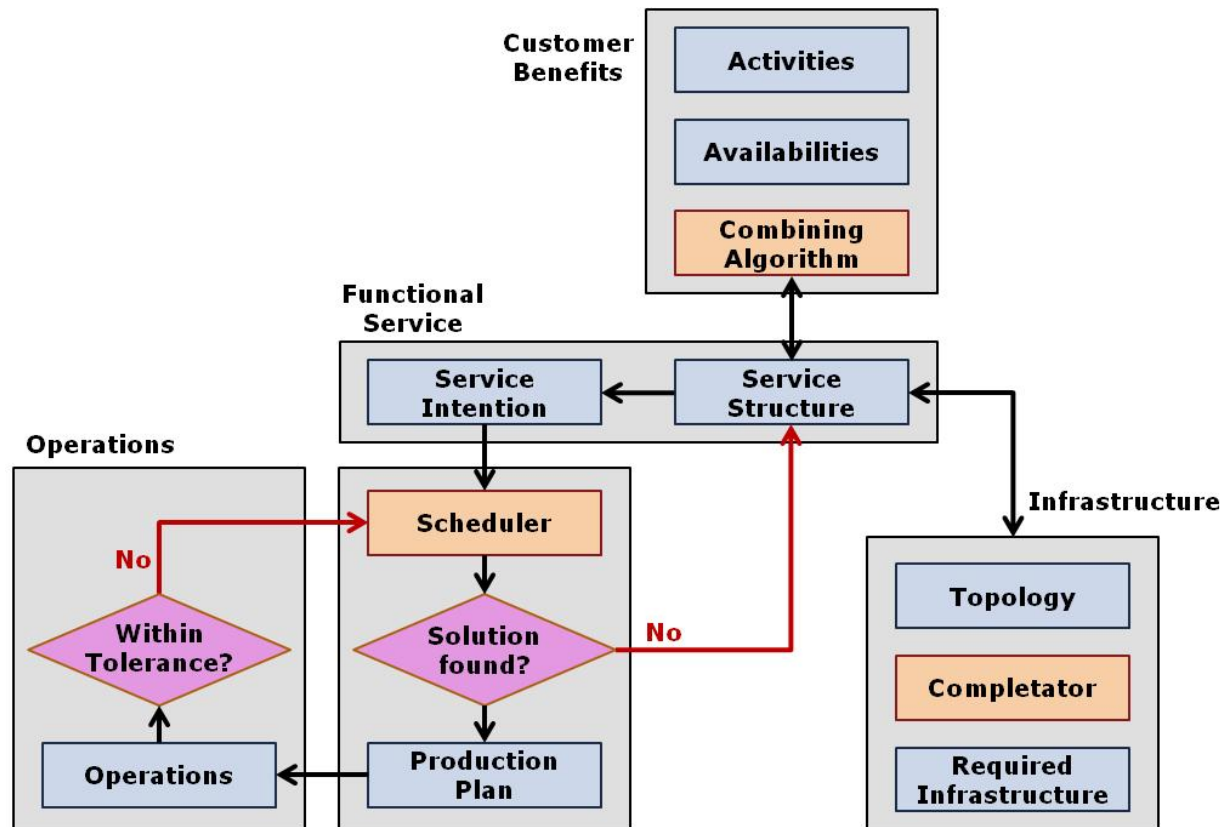 Customer
Benefits
Activities
Availabilities
Combining
Algorithm
Functional
Service
Service
Intention
Service
Structure
Operations
Infrastructure
Scheduler
No
Within
Tolerance?
Solution
found?
No
Topology
Completator
Operations
Production
Plan
Required
Infrastructure